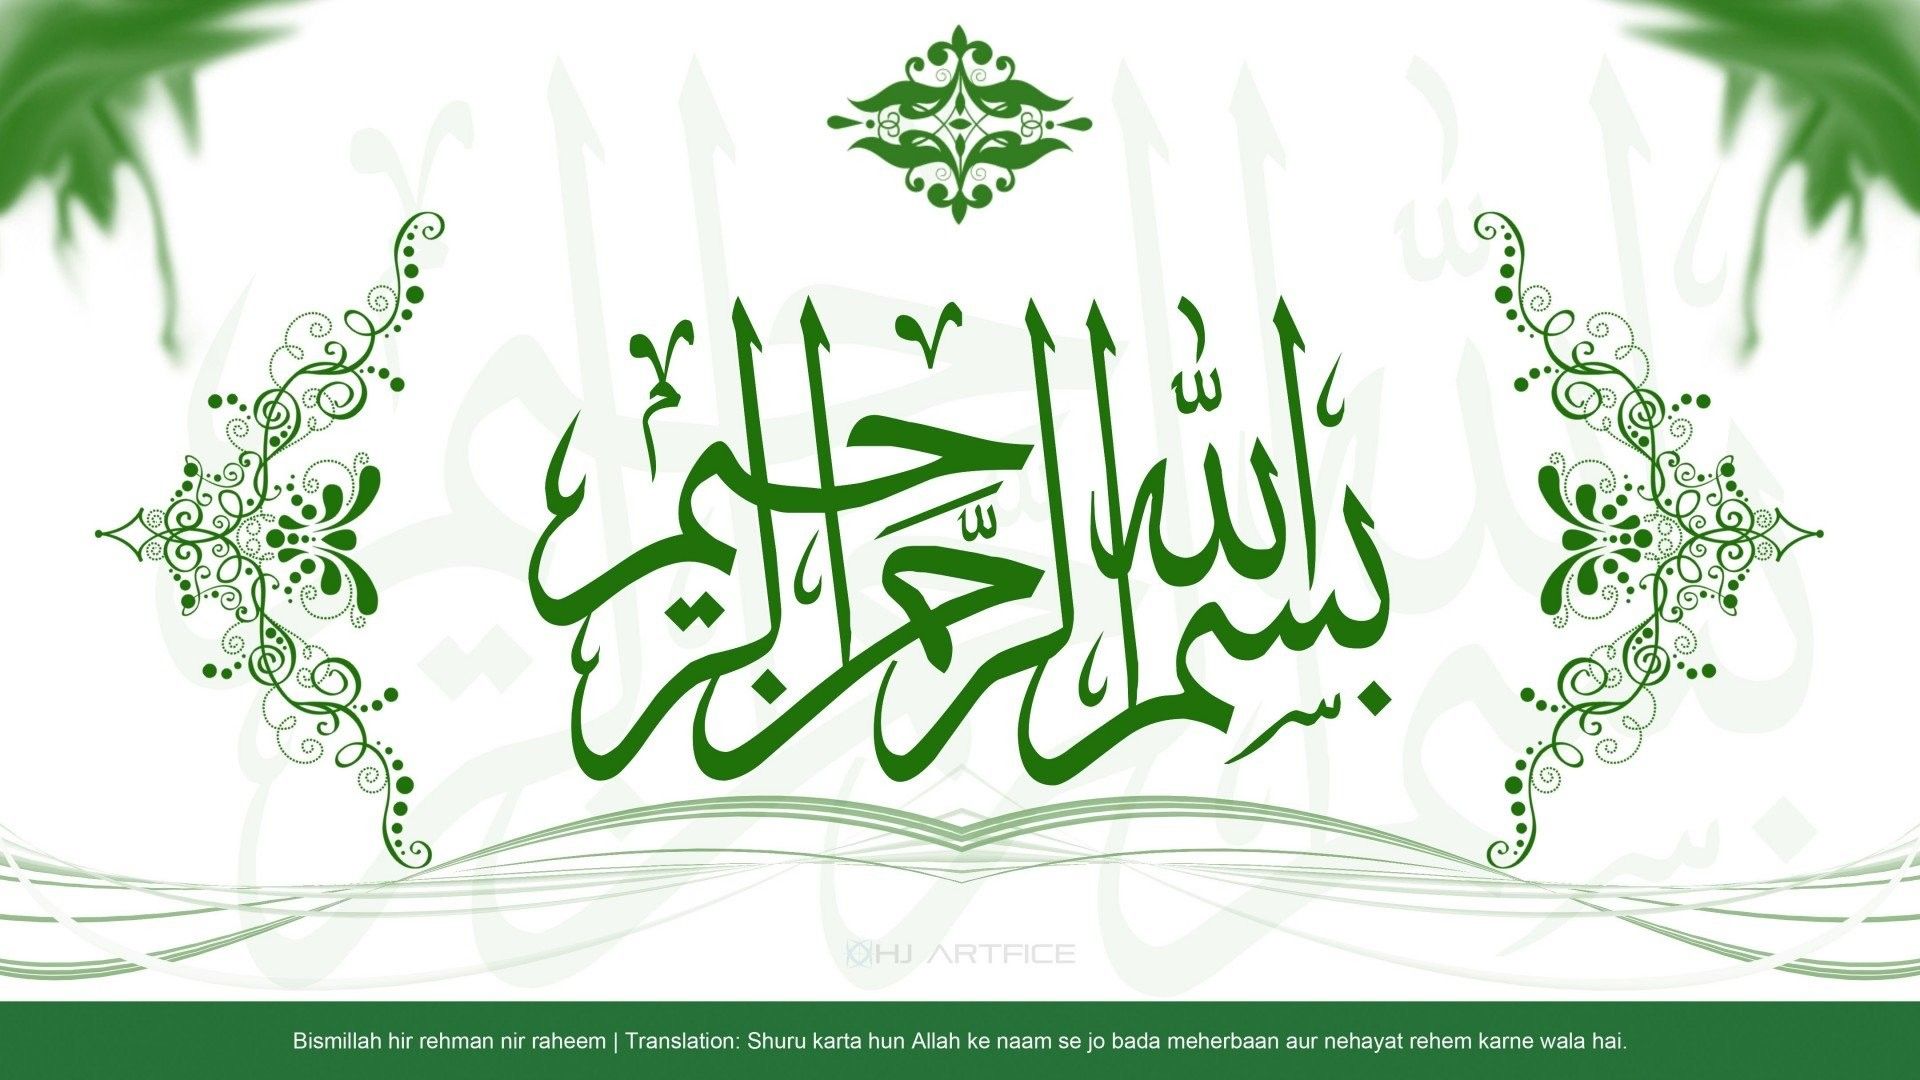 بسم الله الرحمن الرحيم
HJ ARTFICE
Bismillah hir rehman nir raheem | Translation: Shuru karta hun Allah ke naam se jo bada meherbaan aur nehayat rehem karne wala hai.